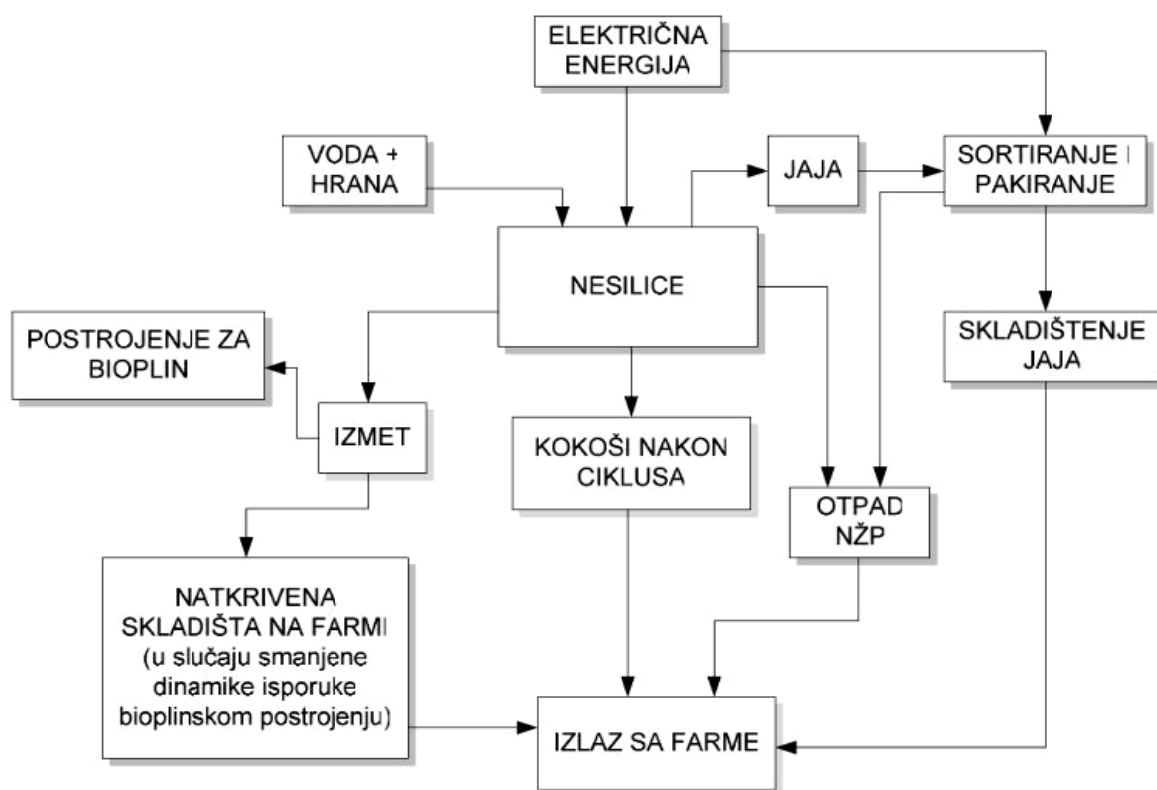 ELEKTRIČNA
ENERGIJA
VODA +
HRANA
JAJA
SORTIRANJE I
PAKIRANJE
NESILICE
POSTROJENJE ZA
BIOPLIN
SKLADIŠTENJE
JAJA
IZMET
KOKOŠI NAKON
CIKLUSA
OTPAD
NŽP
NATKRIVENA
SKLADIŠTA NA FARMI
(u slučaju smanjene
dinamike isporuke
bioplinskom postrojenju)
IZLAZ SA FARME